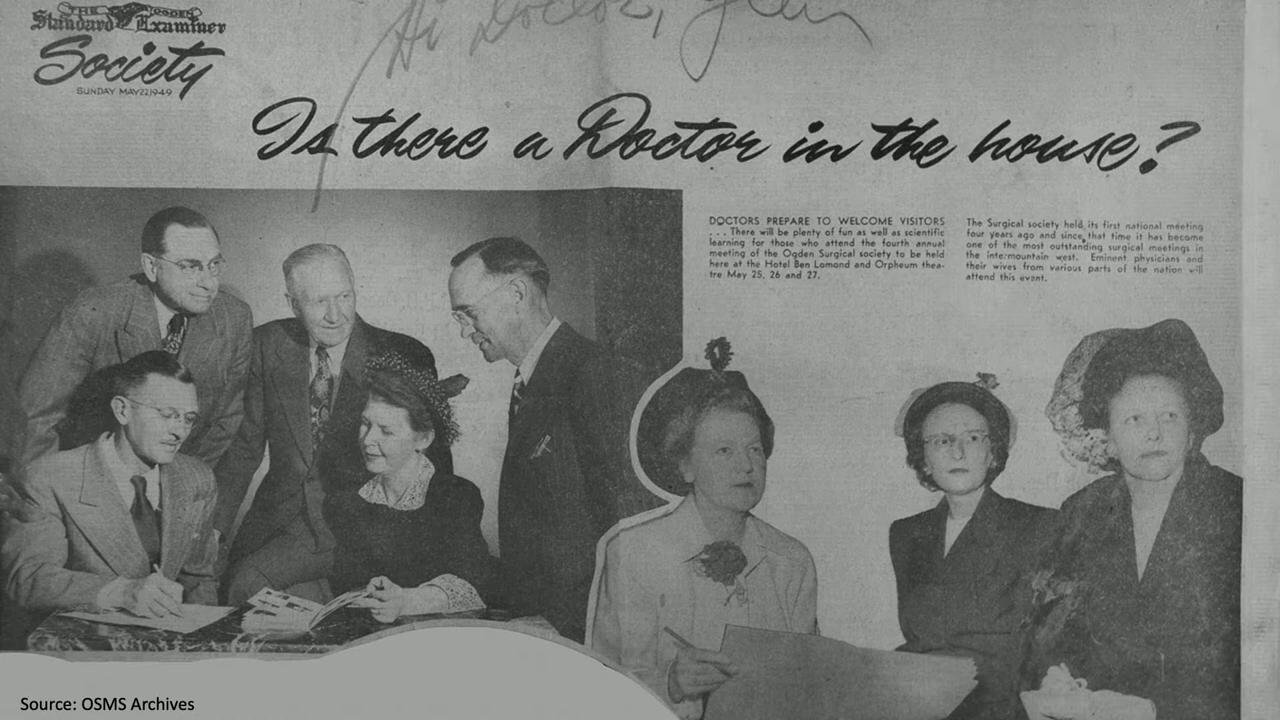 Hi Doctor,
THE OGDEN
Standard Examiner
Society
SUNDAY MAY 22, 1949
Is there a Doctor in the house?
DOCTORS PREPARE TO WELCOME VISITORS
. . . There will be plenty of fun as well as scientific
learning for those who attend the fourth annual
meeting of the Ogden Surgical society to be held
here at the Hotel Ben Lomond and Orpheum thea-
tre May 25, 26 and 27.
The Surgical society held its first national meeting
four years ago and since that time it has become
one of the most outstanding surgical meetings in
the intermountain west. Eminent physicians and
their wives from various parts of the nation will
attend this event.
Source: OSMS Archives